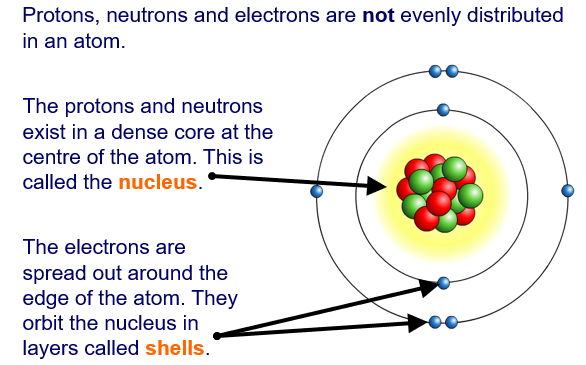 Protons, neutrons and electrons are not evenly distributed
in an atom.
The protons and neutrons
exist in a dense core at the
centre of the atom. This is
called the nucleus.
The electrons are
spread out around the
edge of the atom. They
orbit the nucleus in
layers called shells.